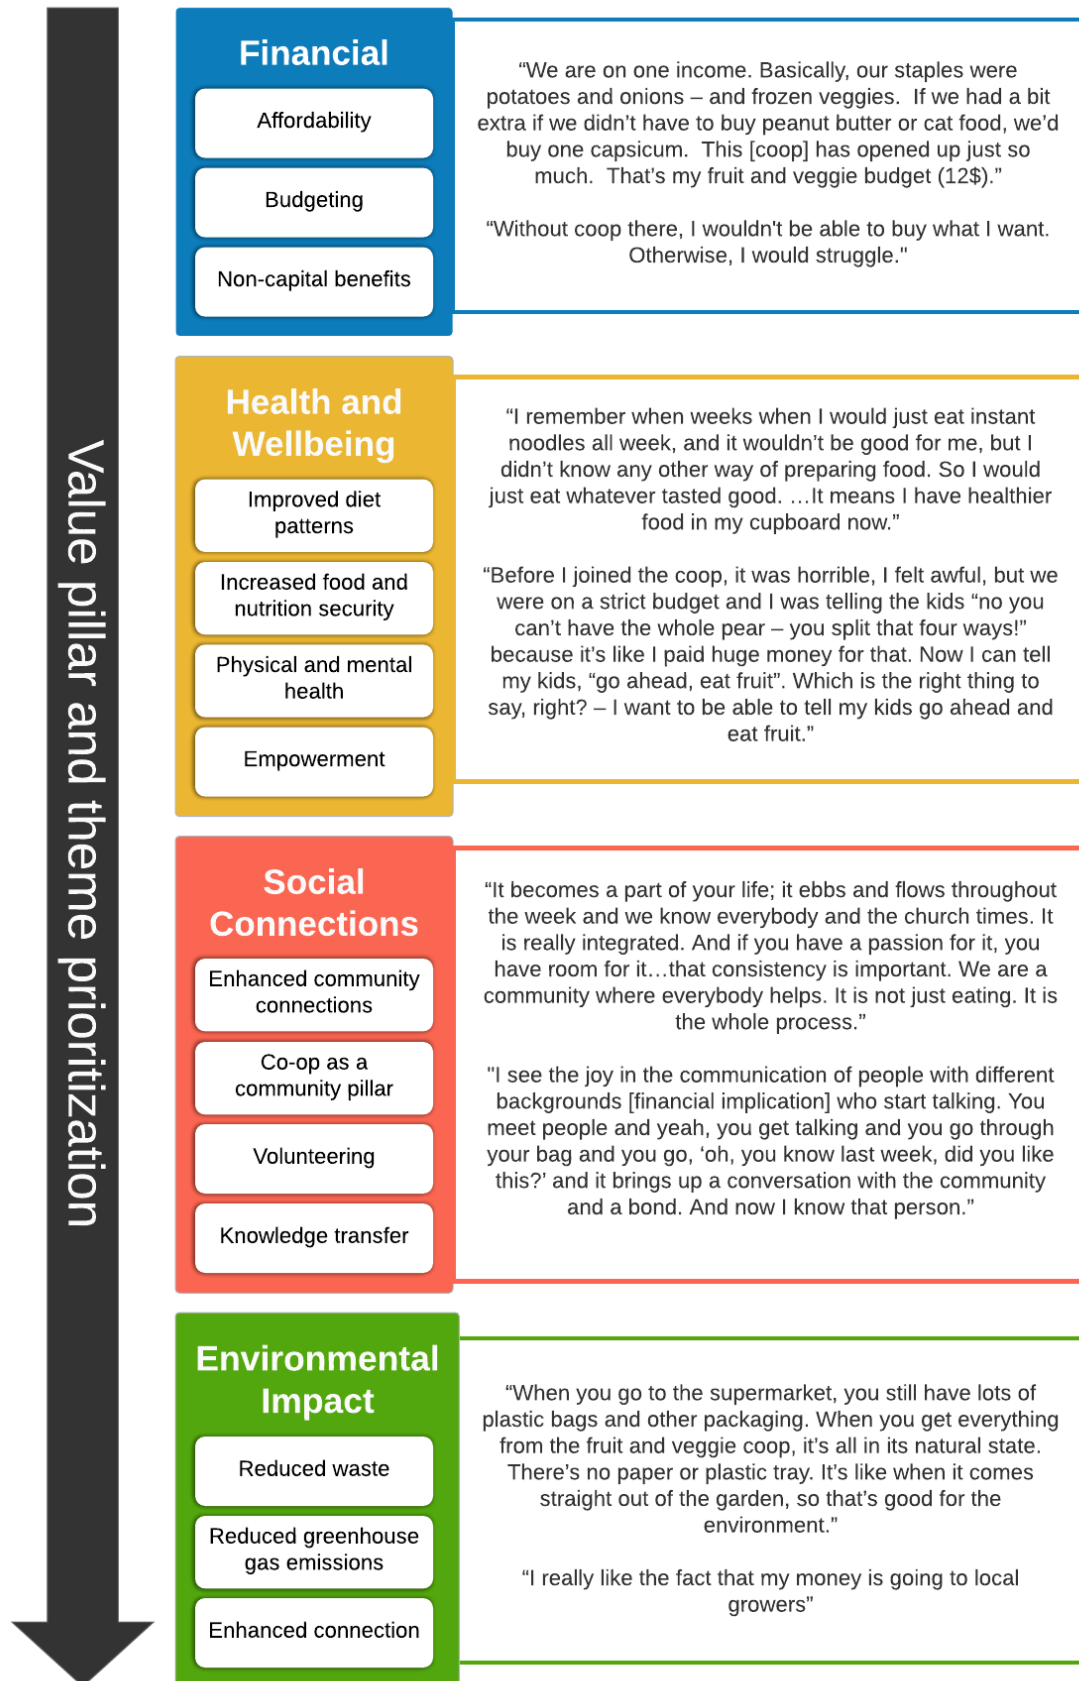 Value pillar and theme prioritization
Financial
Affordability
Budgeting
Non-capital benefits
“We are on one income. Basically, our staples were
potatoes and onions – and frozen veggies.  If we had a bit
extra if we didn’t have to buy peanut butter or cat food, we’d
buy one capsicum.  This [coop] has opened up just so
much.  That’s my fruit and veggie budget (12$).”
“Without coop there, I wouldn't be able to buy what I want.
Otherwise, I would struggle."
Health and
Wellbeing
Improved diet
patterns
Increased food and
nutrition security
Physical and mental
health
Empowerment
“I remember when weeks when I would just eat instant
noodles all week, and it wouldn’t be good for me, but I
didn’t know any other way of preparing food. So I would
just eat whatever tasted good. …It means I have healthier
food in my cupboard now.”
“Before I joined the coop, it was horrible, I felt awful, but we
were on a strict budget and I was telling the kids “no you
can’t have the whole pear – you split that four ways!”
because it’s like I paid huge money for that. Now I can tell
my kids, “go ahead, eat fruit”. Which is the right thing to
say, right? – I want to be able to tell my kids go ahead and
eat fruit.”
Social
Connections
Enhanced community
connections
Co-op as a
community pillar
Volunteering
Knowledge transfer
“It becomes a part of your life; it ebbs and flows throughout
the week and we know everybody and the church times. It
is really integrated. And if you have a passion for it, you
have room for it…that consistency is important. We are a
community where everybody helps. It is not just eating. It is
the whole process.”
"I see the joy in the communication of people with different
backgrounds [financial implication] who start talking. You
meet people and yeah, you get talking and you go through
your bag and you go, ‘oh, you know last week, did you like
this?’ and it brings up a conversation with the community
and a bond. And now I know that person.”
Environmental
Impact
Reduced waste
Reduced greenhouse
gas emissions
Enhanced connection
“When you go to the supermarket, you still have lots of
plastic bags and other packaging. When you get everything
from the fruit and veggie coop, it’s all in its natural state.
There’s no paper or plastic tray. It’s like when it comes
straight out of the garden, so that’s good for the
environment.”
“I really like the fact that my money is going to local
growers”